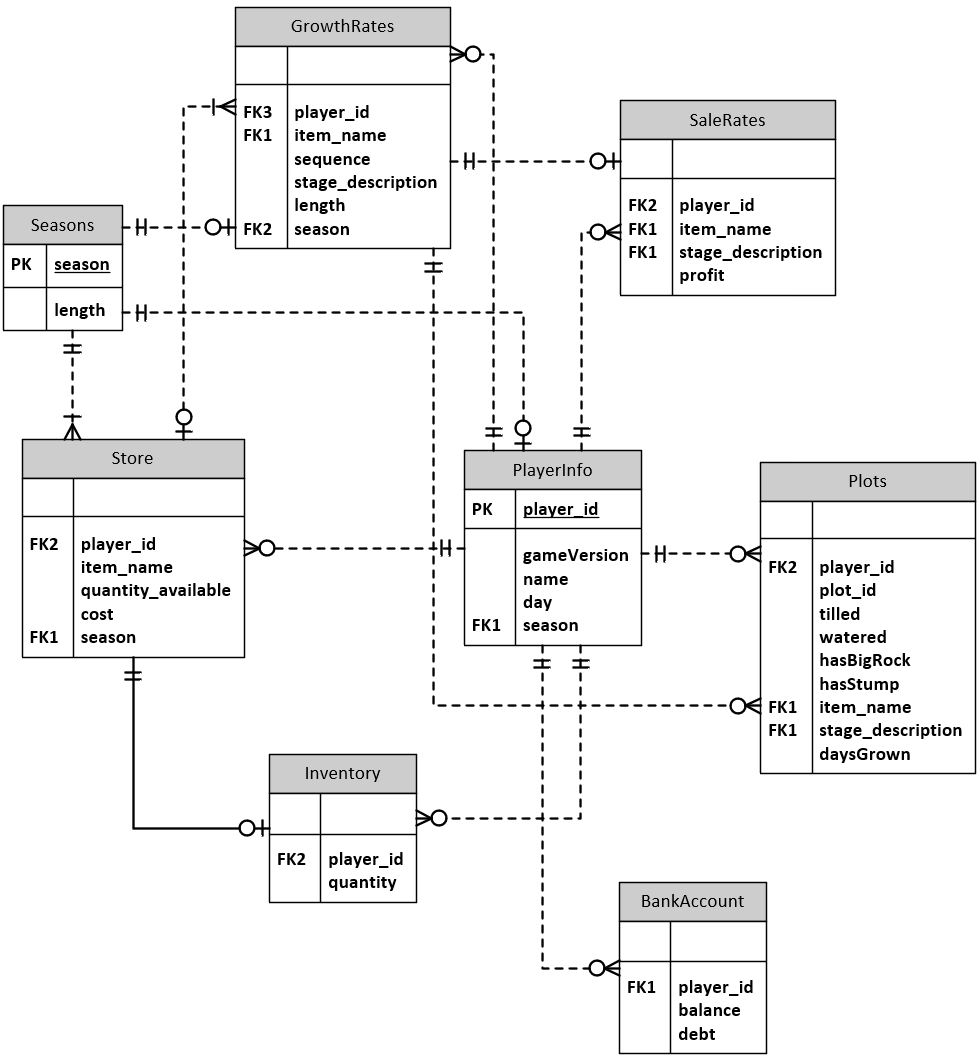 GrowthRates
FK3 player_id
FK1 item_name
sequence
stage_description
length
FK2 season
SaleRates
FK2 player_id
FK1 item_name
FK1 stage_description
profit
Seasons
PK season
length
Store
FK2 player_id
item_name
quantity_available
cost
FK1 season
PlayerInfo
PK player_id
gameVersion
name
day
FK1 season
Plots
FK2 player_id
plot_id
tilled
watered
hasBigRock
hasStump
FK1 item_name
FK1 stage_description
daysGrown
Inventory
FK2 player_id
quantity
BankAccount
FK1 player_id
balance
debt